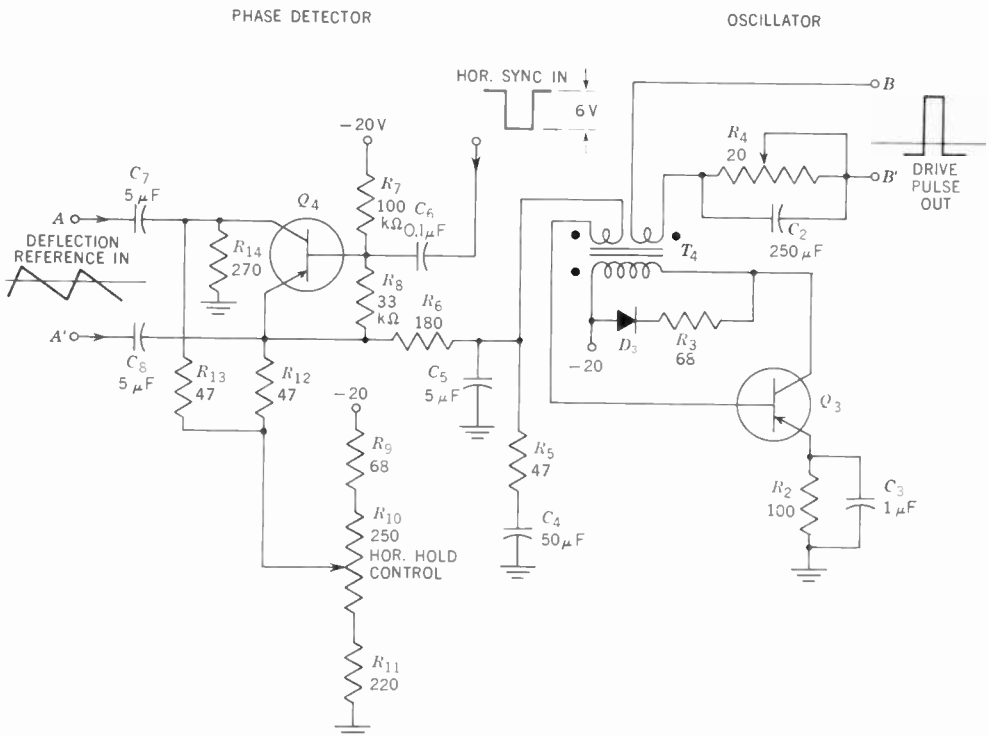 PHASE DETECTOR
OSCILLATOR
HOR. SYNC IN
6 V
B
-20V
R4
20
B'
DRIVE
PULSE
OUT
C7
5 µF
A
Q4
R7
100
kΩ
C6
0.1µF
C2
250 µF
DEFLECTION
REFERENCE IN
R14
270
R8
33
kΩ
T4
R6
180
A'
C8
5 µF
D3
R3
68
-20
C5
5 µF
R13
47
R12
47
-20
Q3
R9
68
R5
47
R10
250
HOR. HOLD
CONTROL
C4
50µF
R2
100
C3
1 µF
R11
220